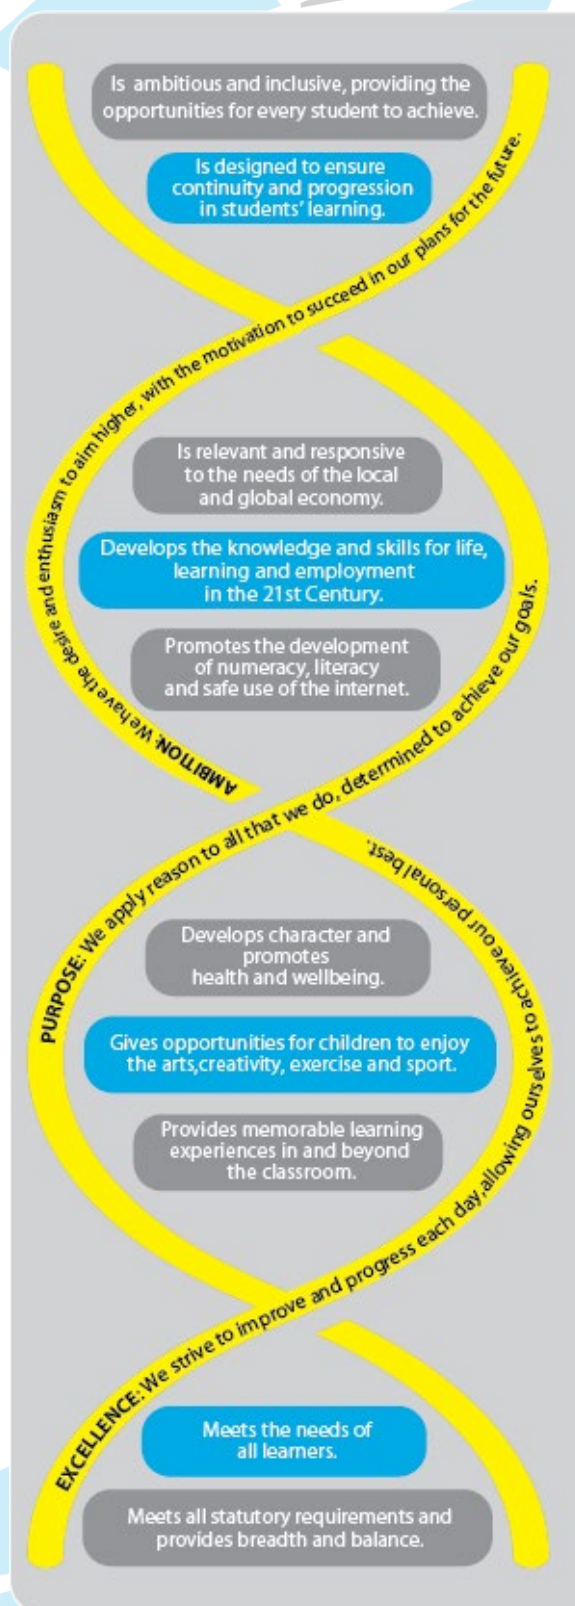 Is ambitious and inclusive, providing the
opportunities for every student to achieve.
Is designed to ensure
continuity and progression
in students' learning.
AMBITION: We have the desire and enthusiasm to aim higher, with the motivation to succeed in our plans for the future.
Is relevant and responsive
to the needs of the local
and global economy.
Develops the knowledge and skills for life,
learning and employment
in the 21st Century.
Promotes the development
of numeracy, literacy
and safe use of the internet.
PURPOSE: We apply reason to all that we do, determined to achieve our goals.
Develops character and
promotes
health and wellbeing.
Gives opportunities for children to enjoy
the arts,creativity, exercise and sport.
Provides memorable learning
experiences in and beyond
the classroom.
EXCELLENCE: We strive to improve and progress each day,allowing ourselves to achieve our personal best.
Meets the needs of
all learners.
Meets all statutory requirements and
provides breadth and balance.